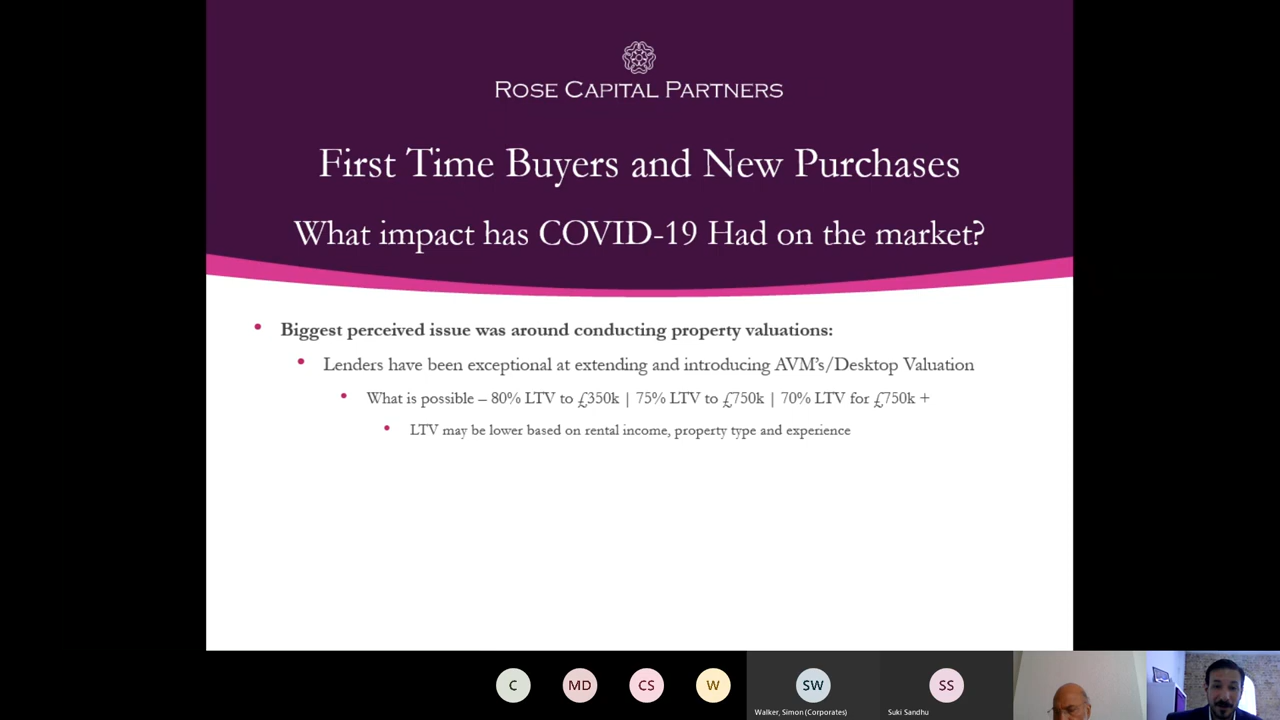 ROSE CAPITAL PARTNERS
First Time Buyers and New Purchases
What impact has COVID-19 Had on the market?
• Biggest perceived issue was around conducting property valuations:
• Lenders have been exceptional at extending and introducing AVM's/Desktop Valuation
• What is possible – 80% LTV to £350k | 75% LTV to £750k | 70% LTV for £750k +
• LTV may be lower based on rental income, property type and experience
C MD CS W SW SS
Walker, Simon (Corporates) Suki Sandhu